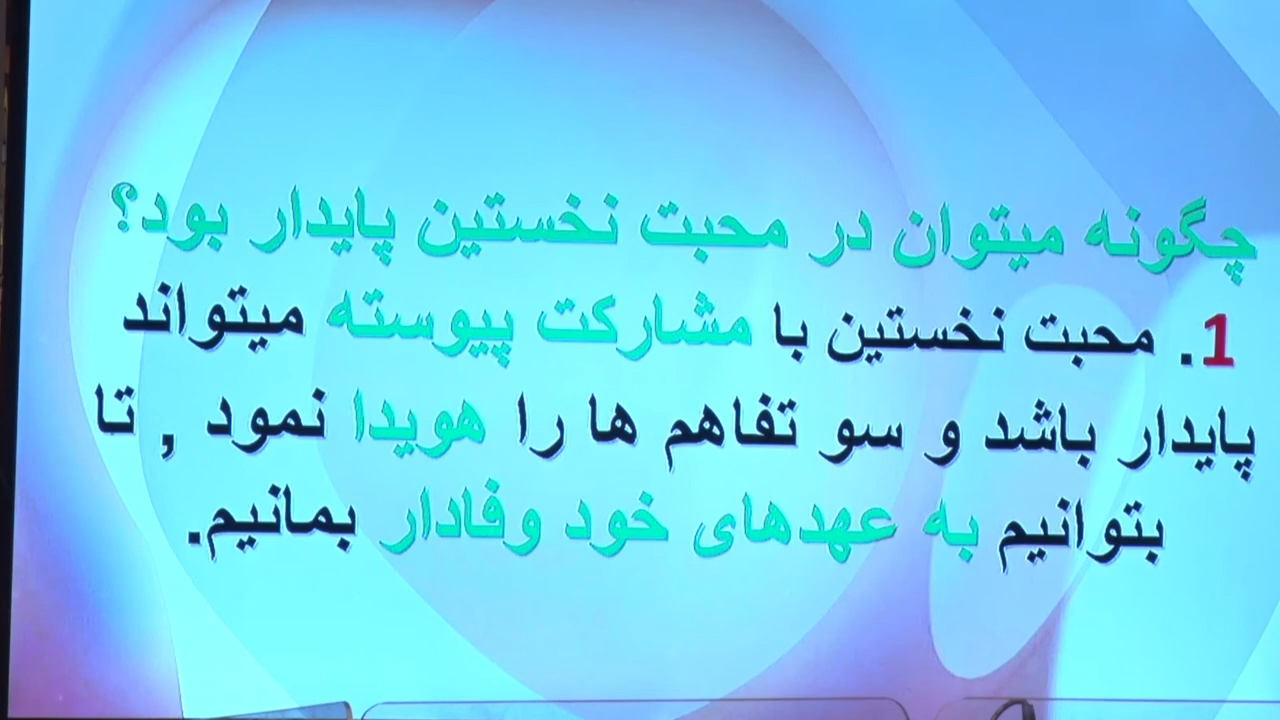 چگونه میتوان در محبت نخستین پایدار بود؟
1. محبت نخستین با مشارکت پیوسته میتواند
پایدار باشد و سو تفاهم ها را هویدا نمود , تا
بتوانیم به عهدهای خود وفادار بمانیم.